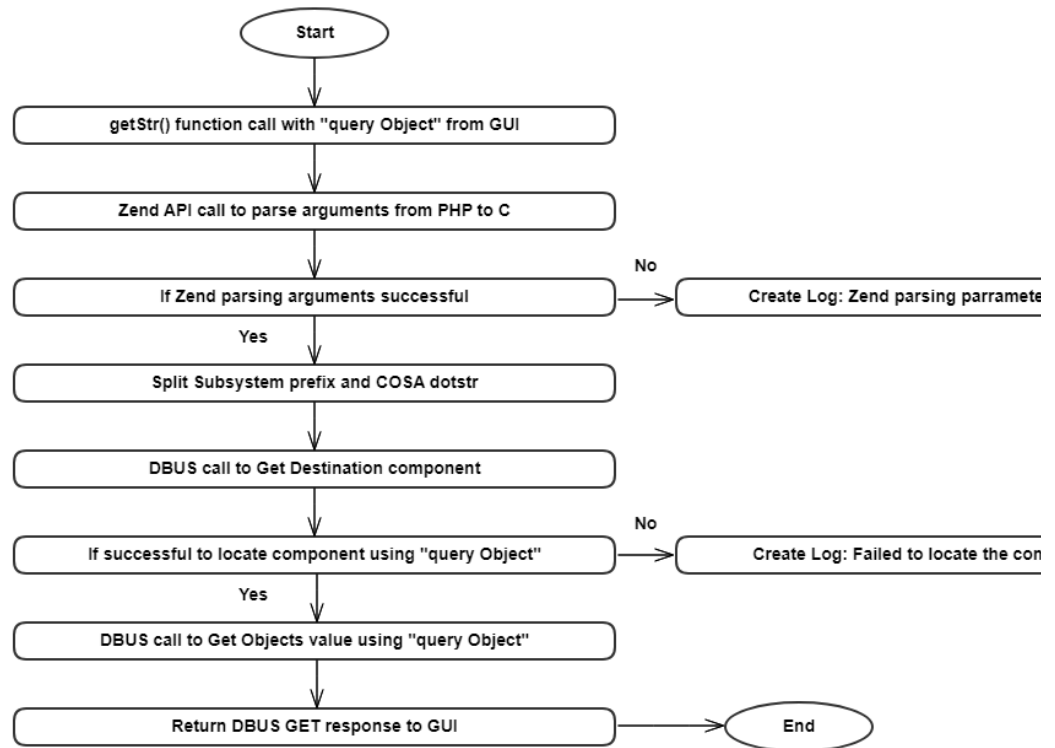 Start
getStr() function call with "query Object" from GUI
Zend API call to parse arguments from PHP to C
If Zend parsing arguments successful
No
Create Log: Zend parsing
Yes
Split Subsystem prefix and COSA dotstr
DBUS call to Get Destination component
If successful to locate component using "query Object"
No
Create Log: Failed to locate the
Yes
DBUS call to Get Objects value using "query Object"
Return DBUS GET response to GUI
End